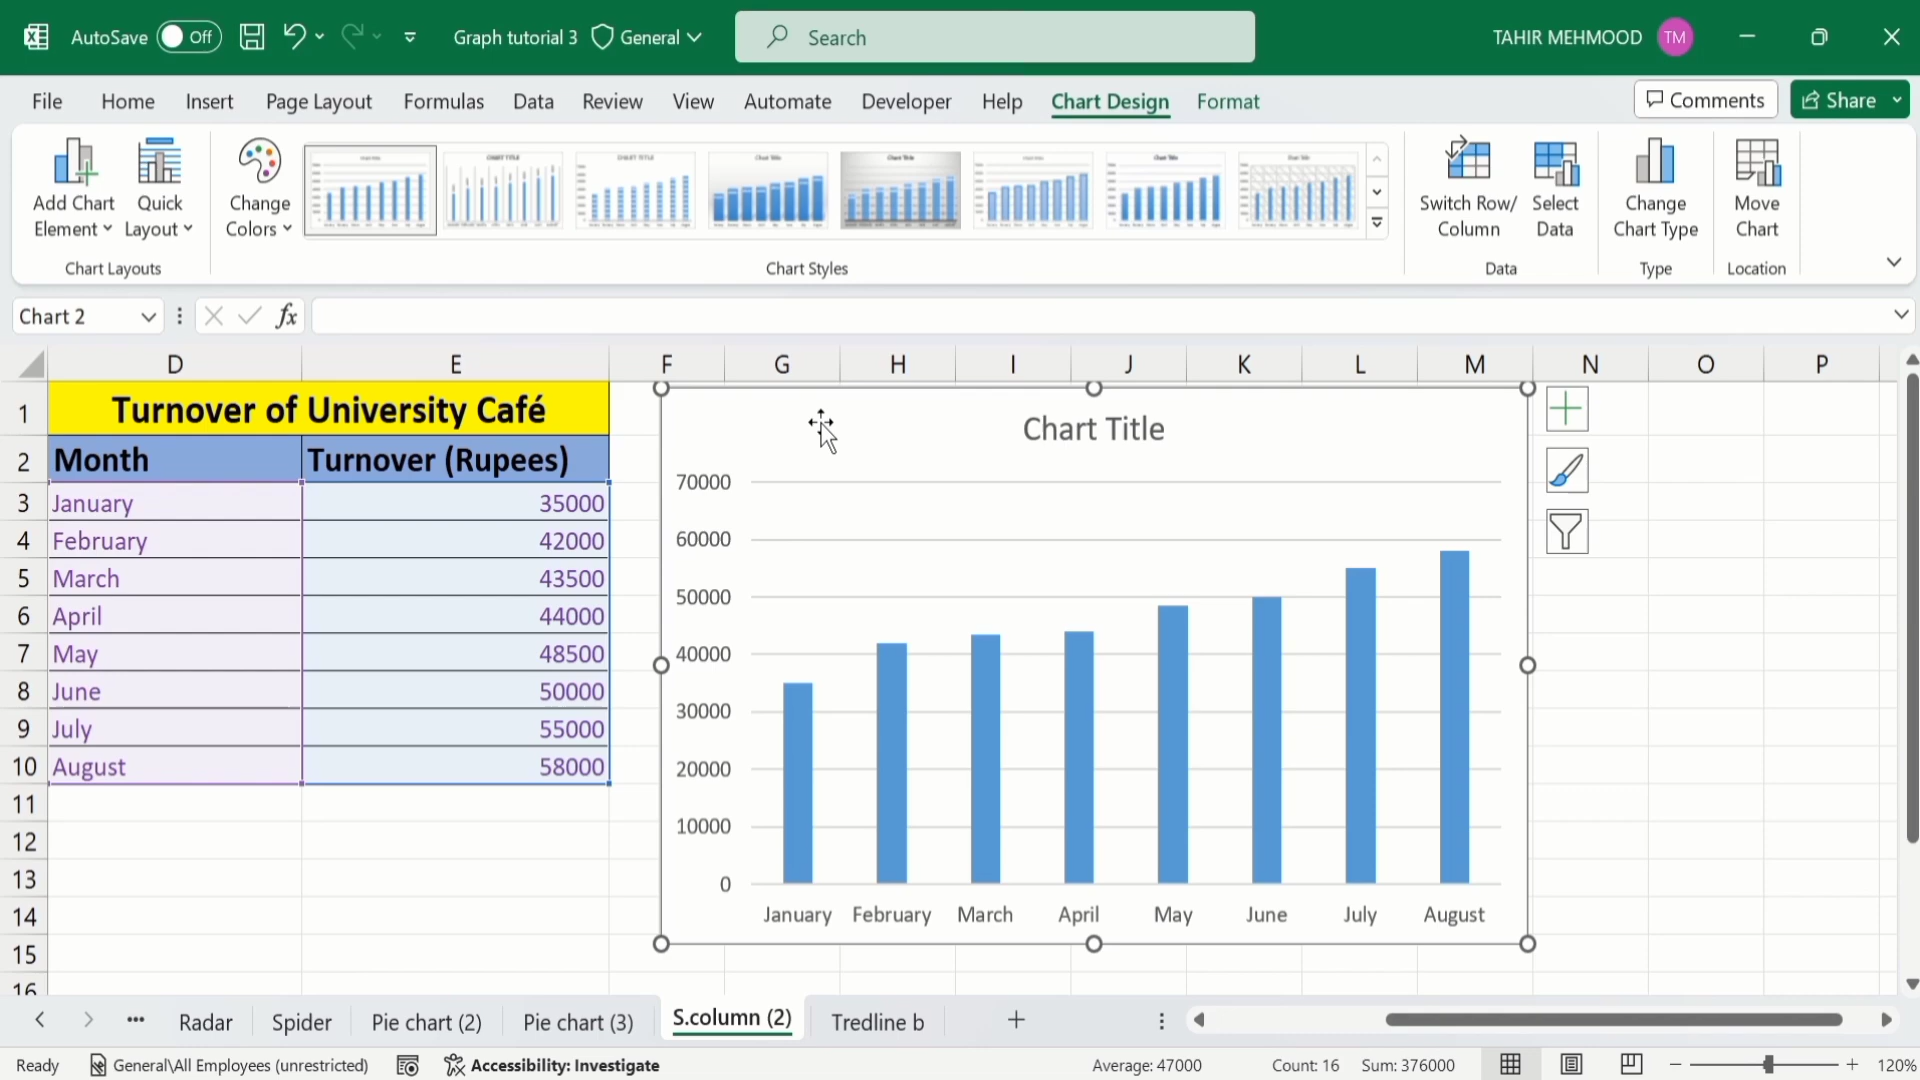 AutoSave Off Graph tutorial 3 General Search TAHIR MEHMOOD TM
File Home Insert Page Layout Formulas Data Review View Automate Developer Help Chart Design Format Comments Share
Add Chart Element
Quick Layout
Chart Layouts
Change Colors
Chart Styles
Switch Row/ Column
Select Data
Data
Change Chart Type
Type
Move Chart
Location
Chart 2 fx
D E F G H I J K L M N O P
1 Turnover of University Café
2 Month Turnover (Rupees)
3 January 35000
4 February 42000
5 March 43500
6 April 44000
7 May 48500
8 June 50000
9 July 55000
10 August 58000
11
12
13
14
15
16
Chart Title
70000
60000
50000
40000
30000
20000
10000
0
January February March April May June July August
Radar Spider Pie chart (2) Pie chart (3) S.column (2) Tredline b
Ready General\All Employees (unrestricted) Accessibility: Investigate Average: 47000 Count: 16 Sum: 376000 120%